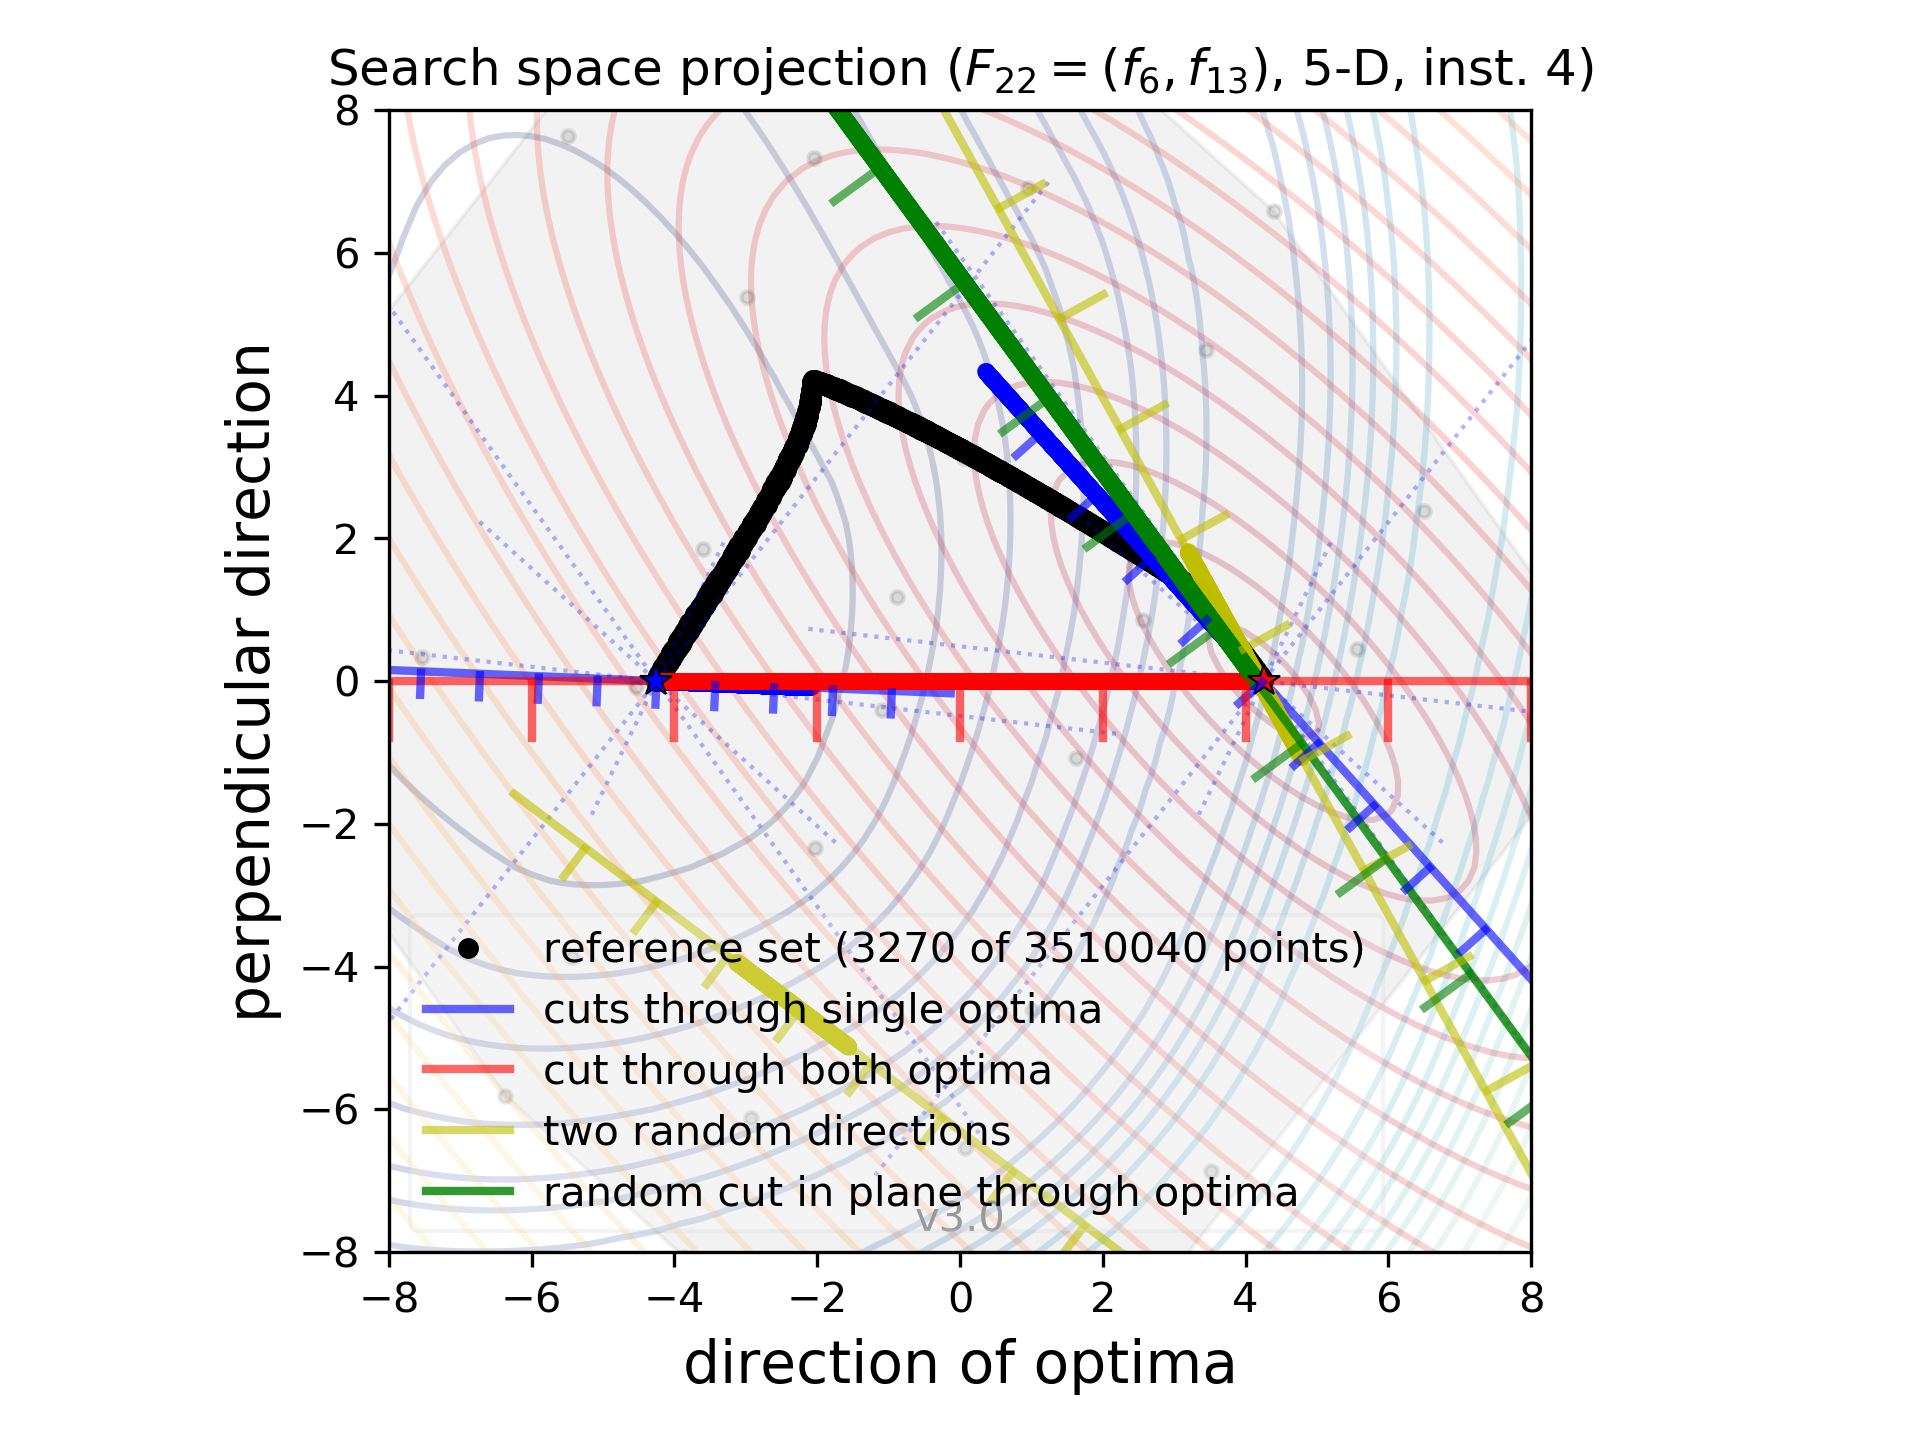 Search space projection (F₂₂ = (f₆, f₁₃), 5-D, inst. 4)
8
6
4
2
0
−2
−4
−6
−8
perpendicular direction
reference set (3270 of 3510040 points)
cuts through single optima
cut through both optima
two random directions
random cut in plane through optima
v3.0
−8 −6 −4 −2 0 2 4 6 8
direction of optima